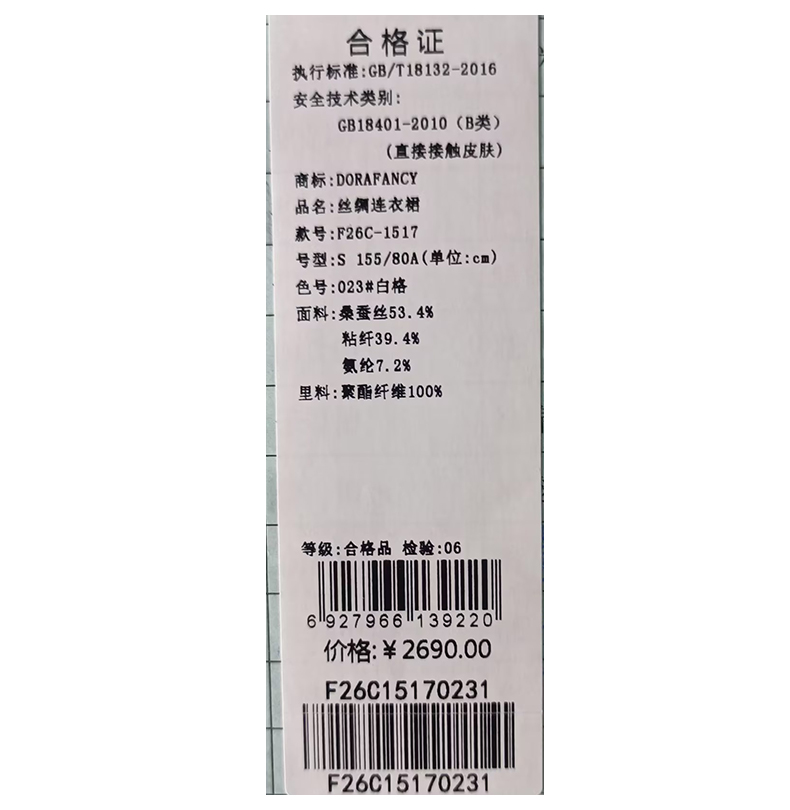 合格证
执行标准:GB/T18132-2016
安全技术类别:
GB18401-2010（B类）
(直接接触皮肤)
商标:DORAFANCY
品名:丝绸连衣裙
款号:F26C-1517
号型:S 155/80A(单位:cm)
色号:023#白格
面料:桑蚕丝53.4%
粘纤39.4%
氨纶7.2%
里料:聚酯纤维100%
等级:合格品 检验:06
6 927966 139220
价格:￥2690.00
F26C15170231
F26C15170231